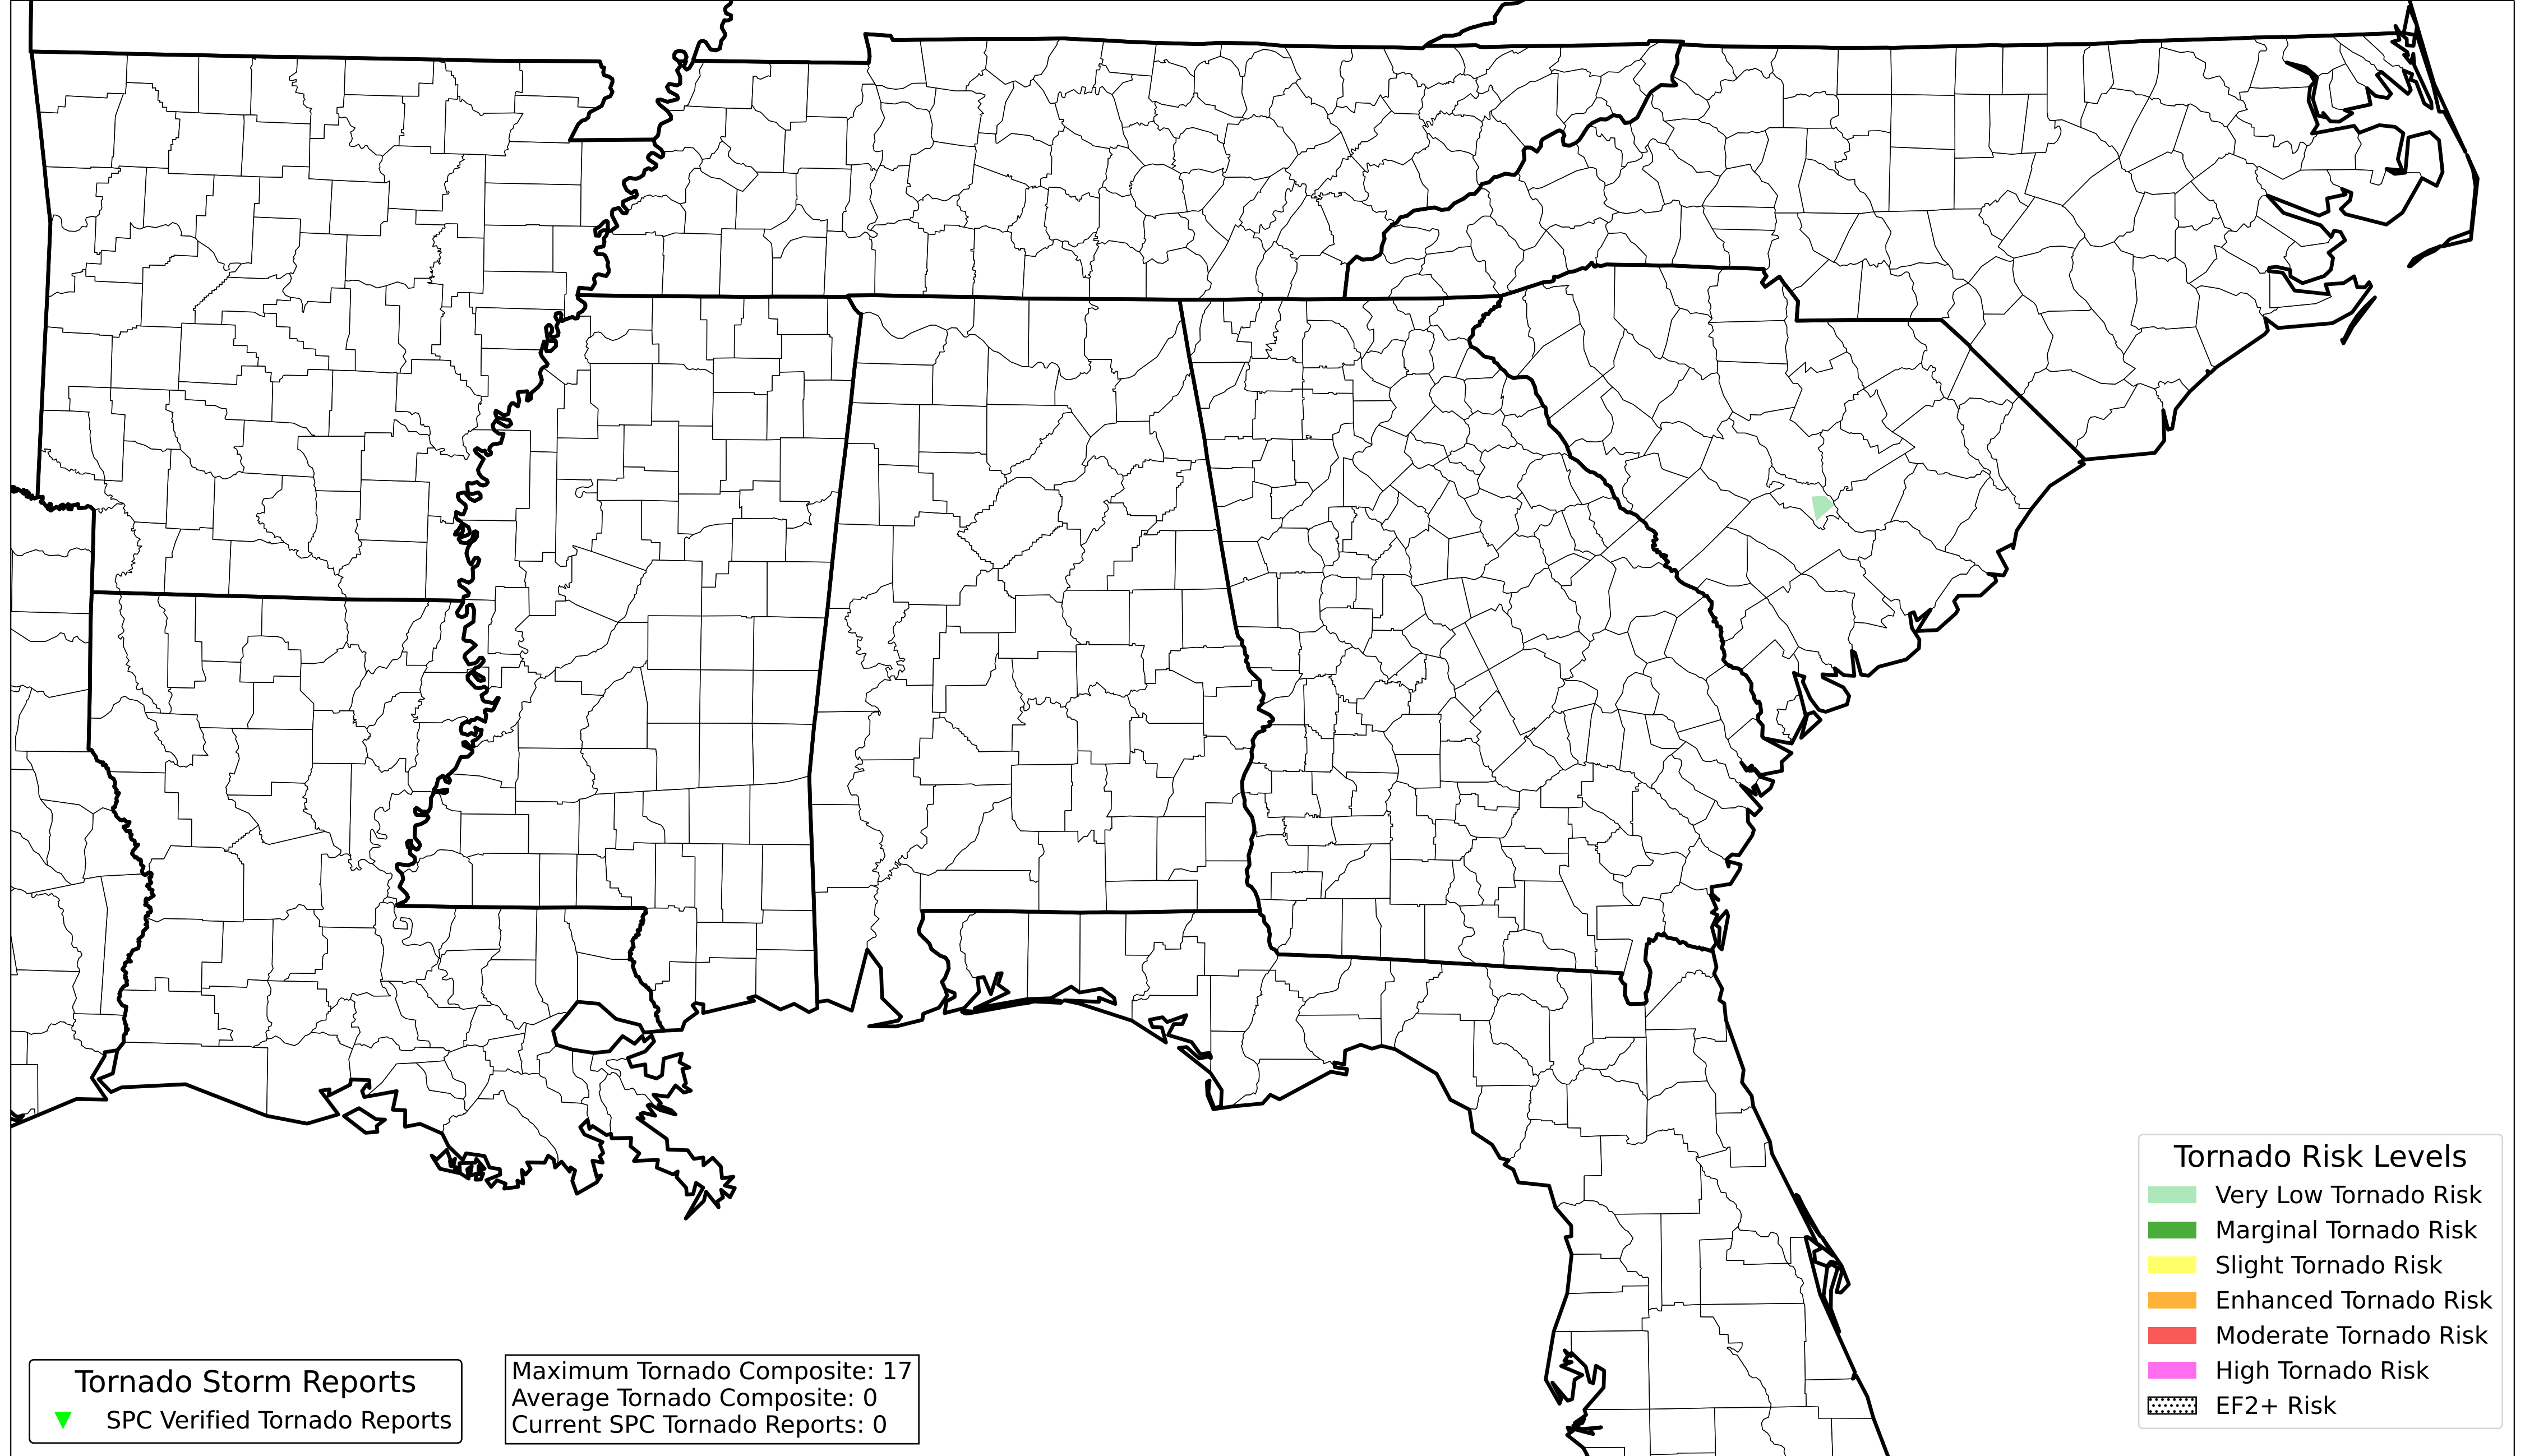 Tornado Risk Levels
Very Low Tornado Risk
Marginal Tornado Risk
Slight Tornado Risk
Enhanced Tornado Risk
Moderate Tornado Risk
High Tornado Risk
EF2+ Risk
Tornado Storm Reports
SPC Verified Tornado Reports
Maximum Tornado Composite: 17
Average Tornado Composite: 0
Current SPC Tornado Reports: 0